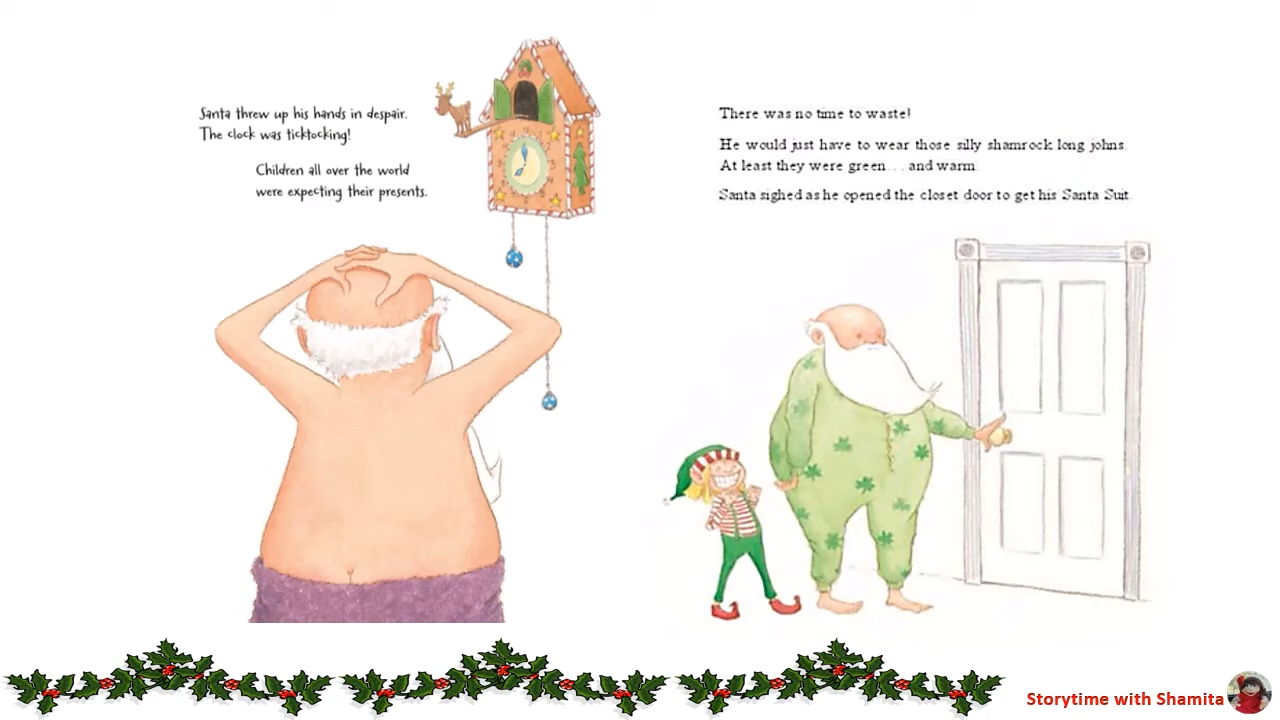 Santa threw up his hands in despair.
The clock was ticktocking!
Children all over the world
were expecting their presents.
There was no time to waste!
He would just have to wear those silly shamrock long johns.
At least they were green . . . and warm.
Santa sighed as he opened the closet door to get his Santa Suit.
Storytime with Shamita